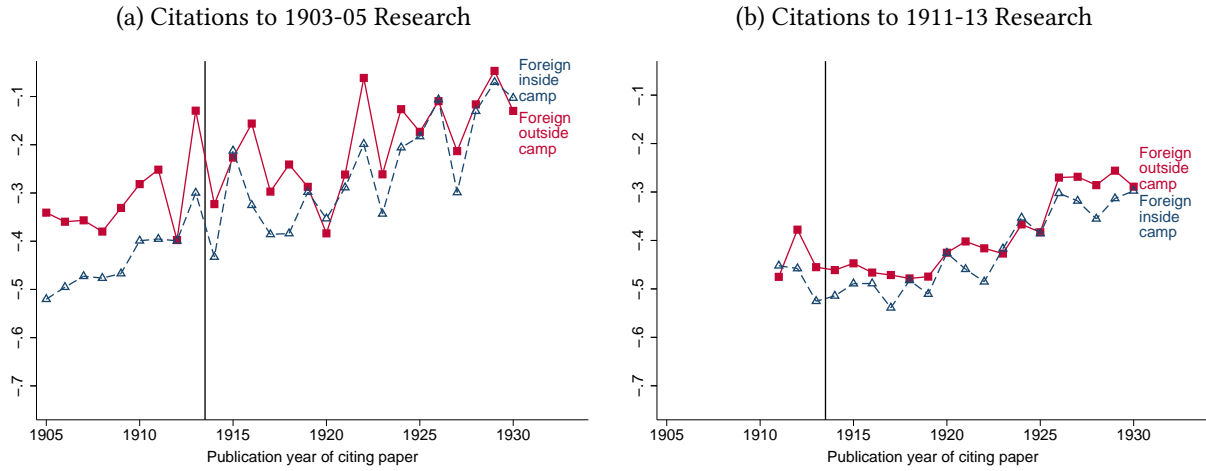 (a) Citations to 1903-05 Research
Foreign
inside
camp
Foreign
outside
camp
-.1
-.2
-.3
-.4
-.5
-.6
-.7
1905
1910
1915
1920
1925
1930
Publication year of citing paper
(b) Citations to 1911-13 Research
Foreign
outside
camp
Foreign
inside
camp
-.1
-.2
-.3
-.4
-.5
-.6
-.7
1905
1910
1915
1920
1925
1930
Publication year of citing paper